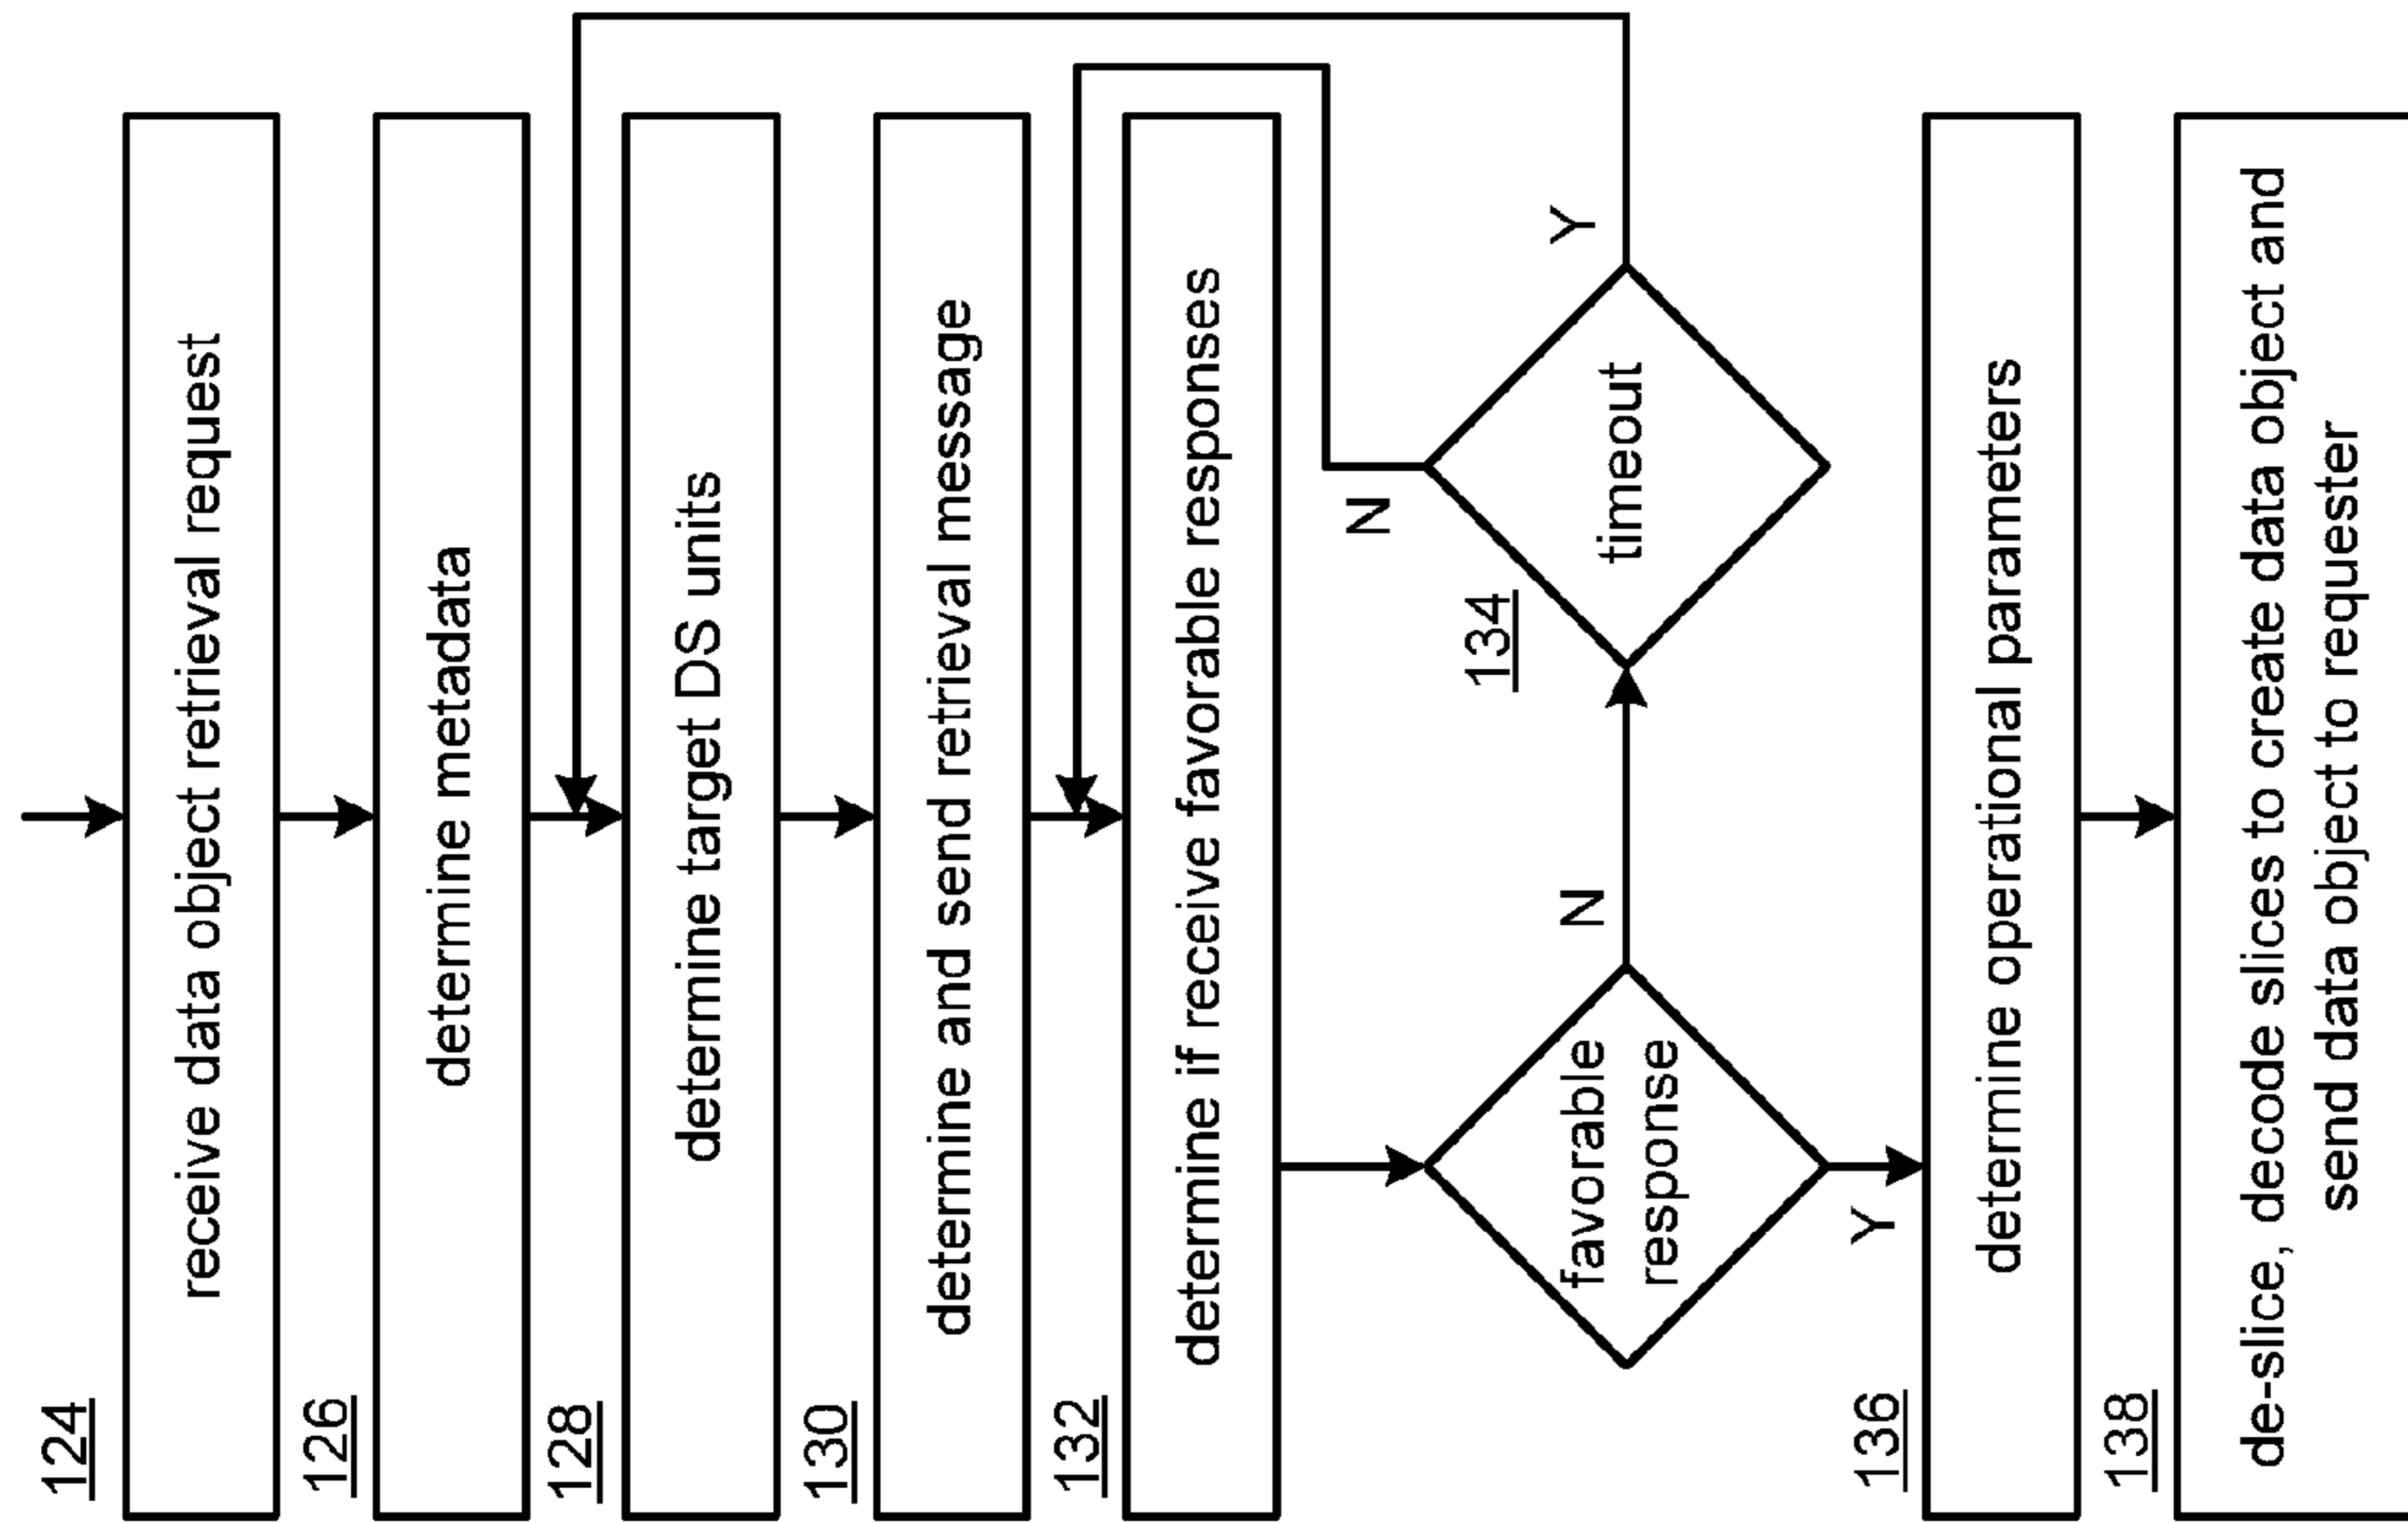 124
receive data object retrieval request
126
determine metadata
128
determine target DS units
130
determine and send retrieval message
132
determine if receive favorable responses
favorable
response
N
Y
134
timeout
N
Y
136
determine operational parameters
138
de-slice, decode slices to create data object and
send data object to requester